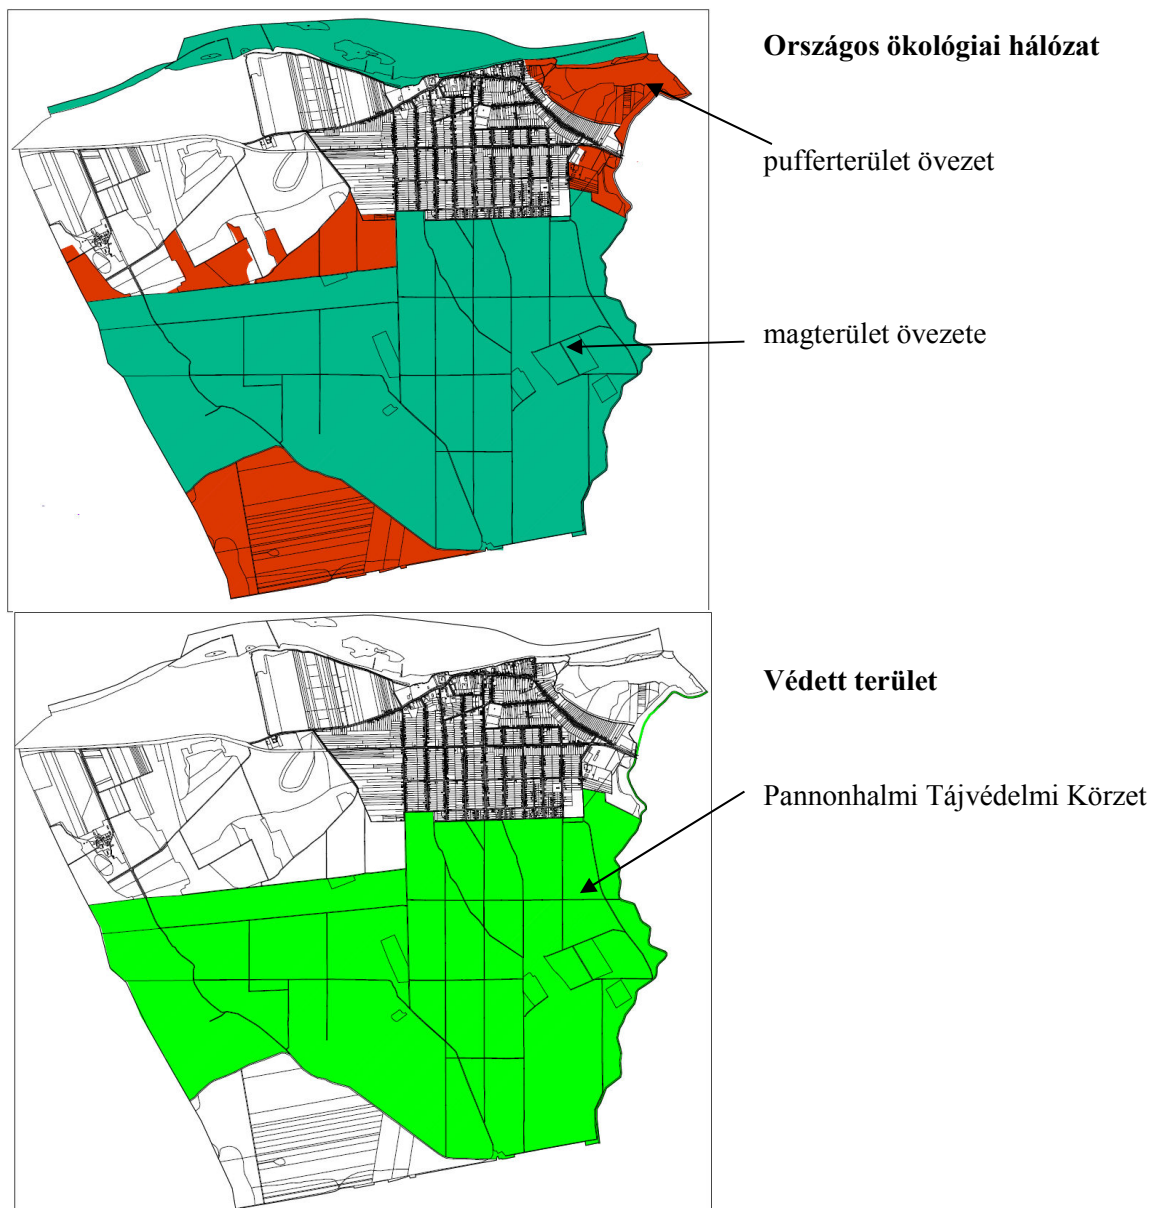 Országos ökológiai hálózat
pufferterület övezet
magterület övezete
Védett terület
Pannonhalmi Tájvédelmi Körzet